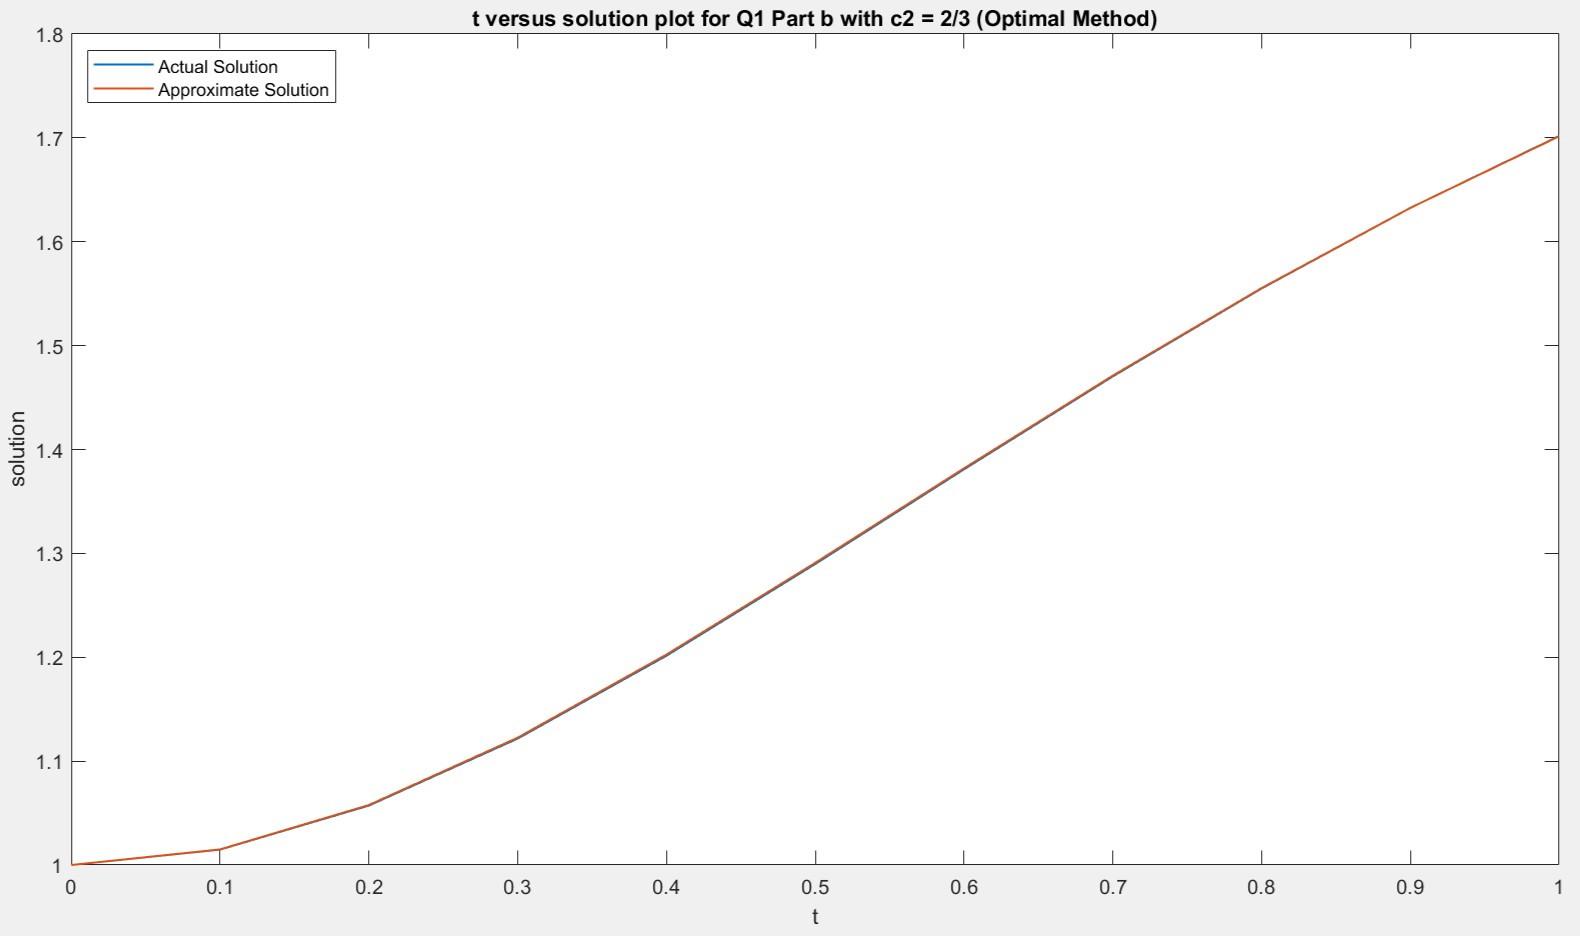 t versus solution plot for Q1 Part b with c2 = 2/3 (Optimal Method)
Actual Solution
Approximate Solution
1.8
1.7
1.6
1.5
1.4
1.3
1.2
1.1
1
solution
0 0.1 0.2 0.3 0.4 0.5 0.6 0.7 0.8 0.9 1
t